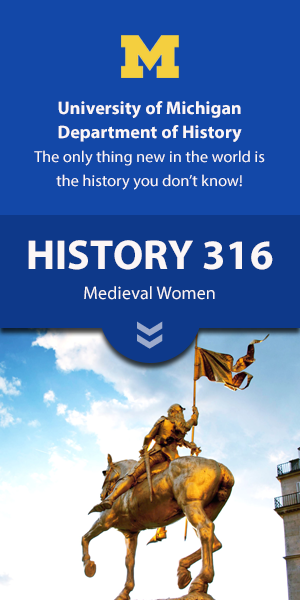 M
University of Michigan
Department of History
The only thing new in the world is
the history you don’t know!
HISTORY 316
Medieval Women